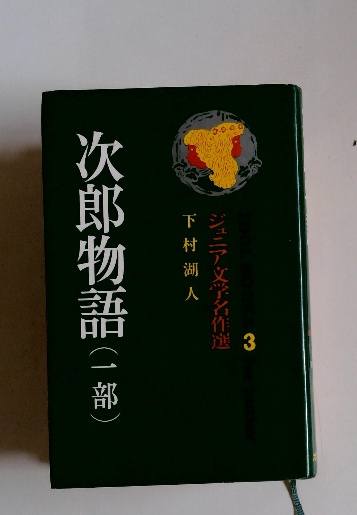 次郎物語（一部）
下村湖人
ジュニア文学名作選
3